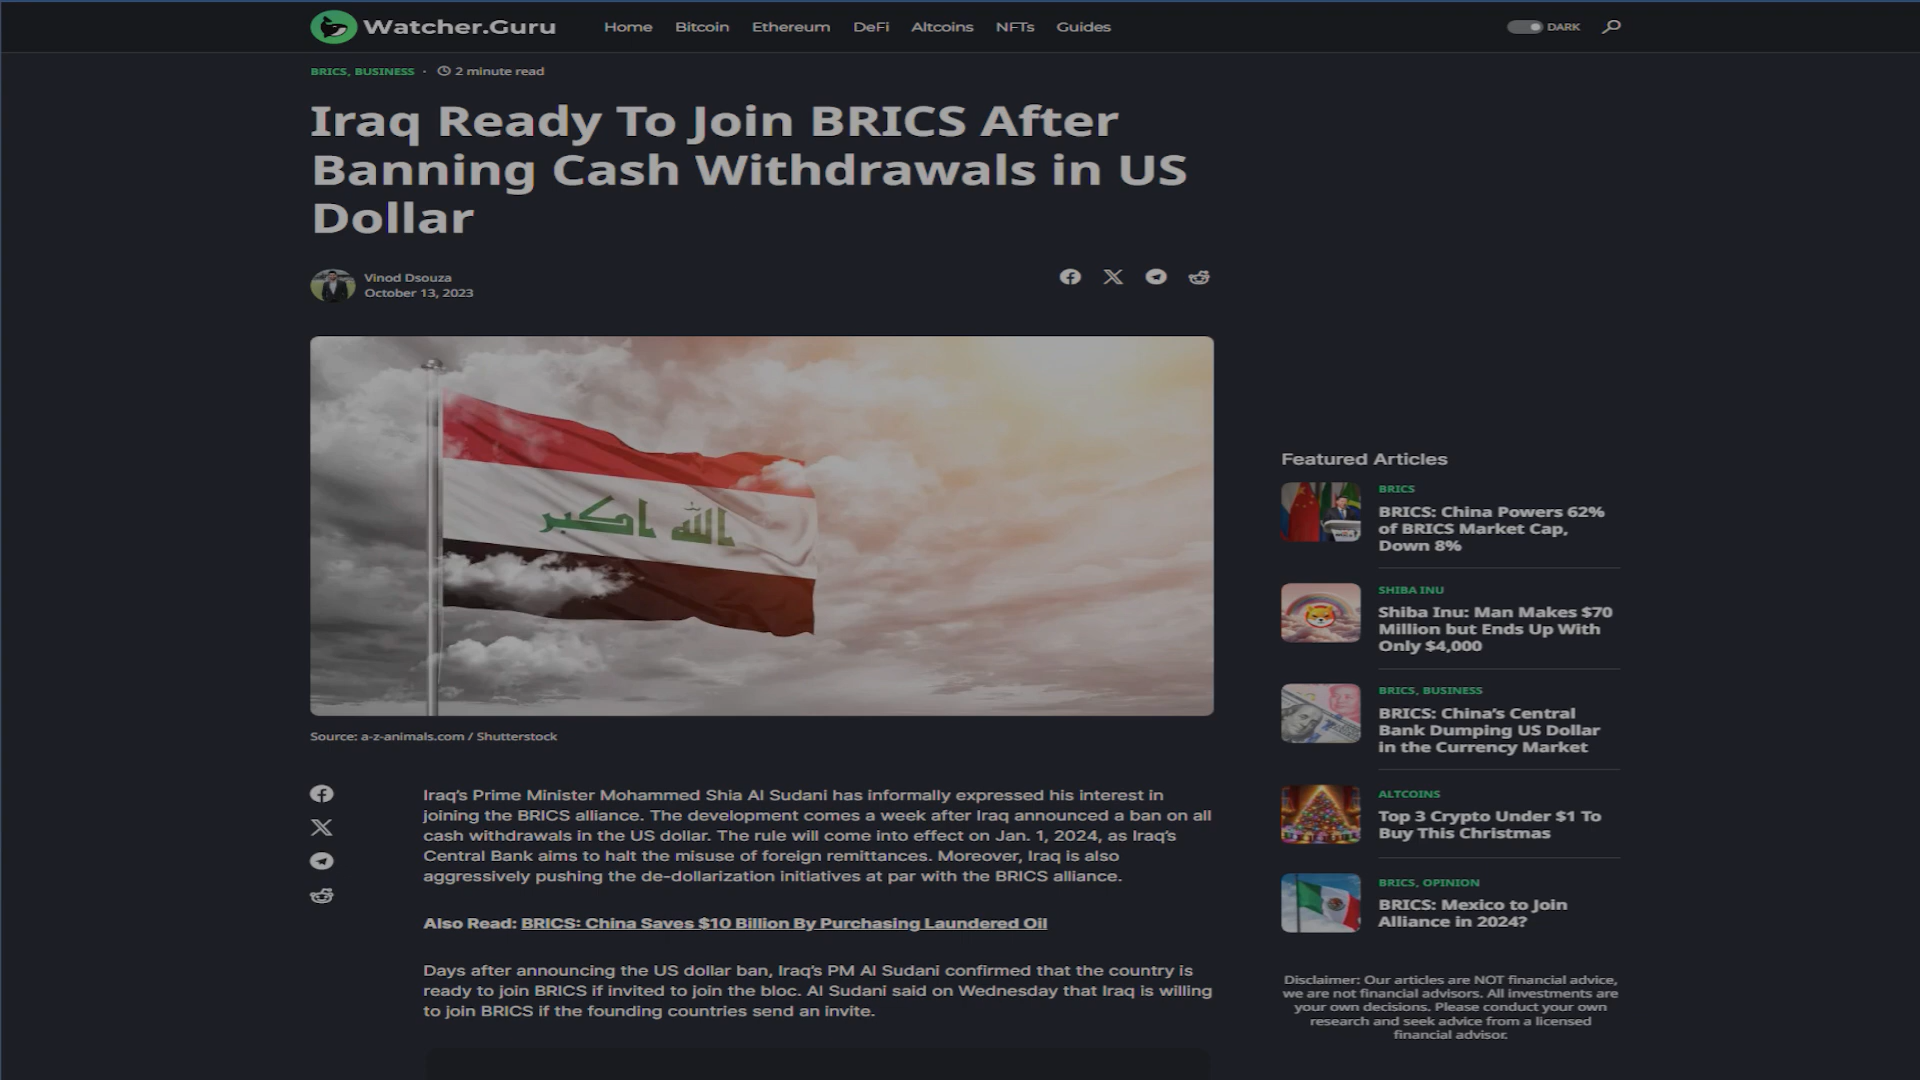 Watcher.Guru Home Bitcoin Ethereum DeFi Altcoins NFTs Guides DARK
BRICS, BUSINESS · 2 minute read
Iraq Ready To Join BRICS After
Banning Cash Withdrawals in US
Dollar
Vinod Dsouza
October 13, 2023
الله اكبر
Source: a-z-animals.com / Shutterstock
Iraq's Prime Minister Mohammed Shia Al Sudani has informally expressed his interest in
joining the BRICS alliance. The development comes a week after Iraq announced a ban on all
cash withdrawals in the US dollar. The rule will come into effect on Jan. 1, 2024, as Iraq's
Central Bank aims to halt the misuse of foreign remittances. Moreover, Iraq is also
aggressively pushing the de-dollarization initiatives at par with the BRICS alliance.
Also Read: BRICS: China Saves $10 Billion By Purchasing Laundered Oil
Days after announcing the US dollar ban, Iraq's PM Al Sudani confirmed that the country is
ready to join BRICS if invited to join the bloc. Al Sudani said on Wednesday that Iraq is willing
to join BRICS if the founding countries send an invite.
Featured Articles
BRICS
BRICS: China Powers 62%
of BRICS Market Cap,
Down 8%
SHIBA INU
Shiba Inu: Man Makes $70
Million but Ends Up With
Only $4,000
BRICS, BUSINESS
BRICS: China's Central
Bank Dumping US Dollar
in the Currency Market
ALTCOINS
Top 3 Crypto Under $1 To
Buy This Christmas
BRICS, OPINION
BRICS: Mexico to Join
Alliance in 2024?
Disclaimer: Our articles are NOT financial advice,
we are not financial advisors. All investments are
your own decisions. Please conduct your own
research and seek advice from a licensed
financial advisor.